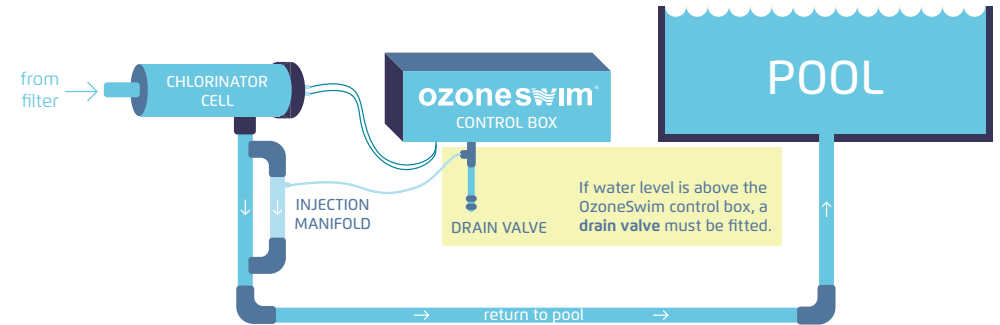 from
filter
CHLORINATOR
CELL
ozoneswim®
CONTROL BOX
POOL
INJECTION
MANIFOLD
DRAIN VALVE
If water level is above the
OzoneSwim control box, a
drain valve must be fitted.
return to pool